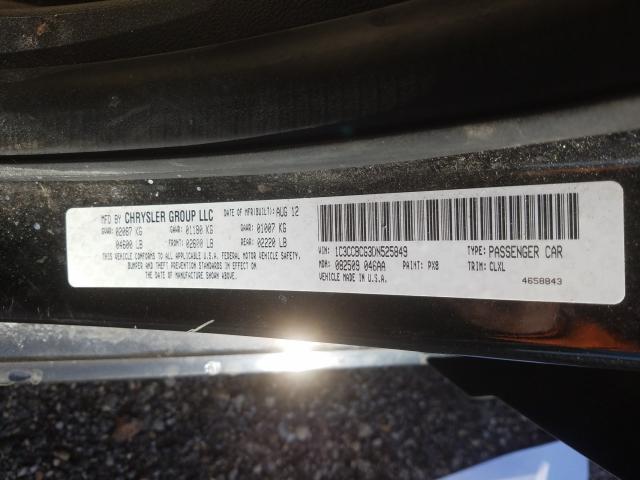 MFD BY CHRYSLER GROUP LLC DATE OF MFR(BUILT): AUG 12
GVWR: 02087 KG GAWR: 01180 KG GAWR: 01007 KG
04600 LB FRONT: 02600 LB REAR: 02220 LB
THIS VEHICLE CONFORMS TO ALL APPLICABLE U.S.A. FEDERAL MOTOR VEHICLE SAFETY,
BUMPER AND THEFT PREVENTION STANDARDS IN EFFECT ON
THE DATE OF MANUFACTURE SHOWN ABOVE.
VIN: 1C3CCBCG3DN525849 TYPE: PASSENGER CAR
MDH: 082509 046AA PAINT: PX8 TRIM: CLXL
VEHICLE MADE IN U.S.A. 4658843